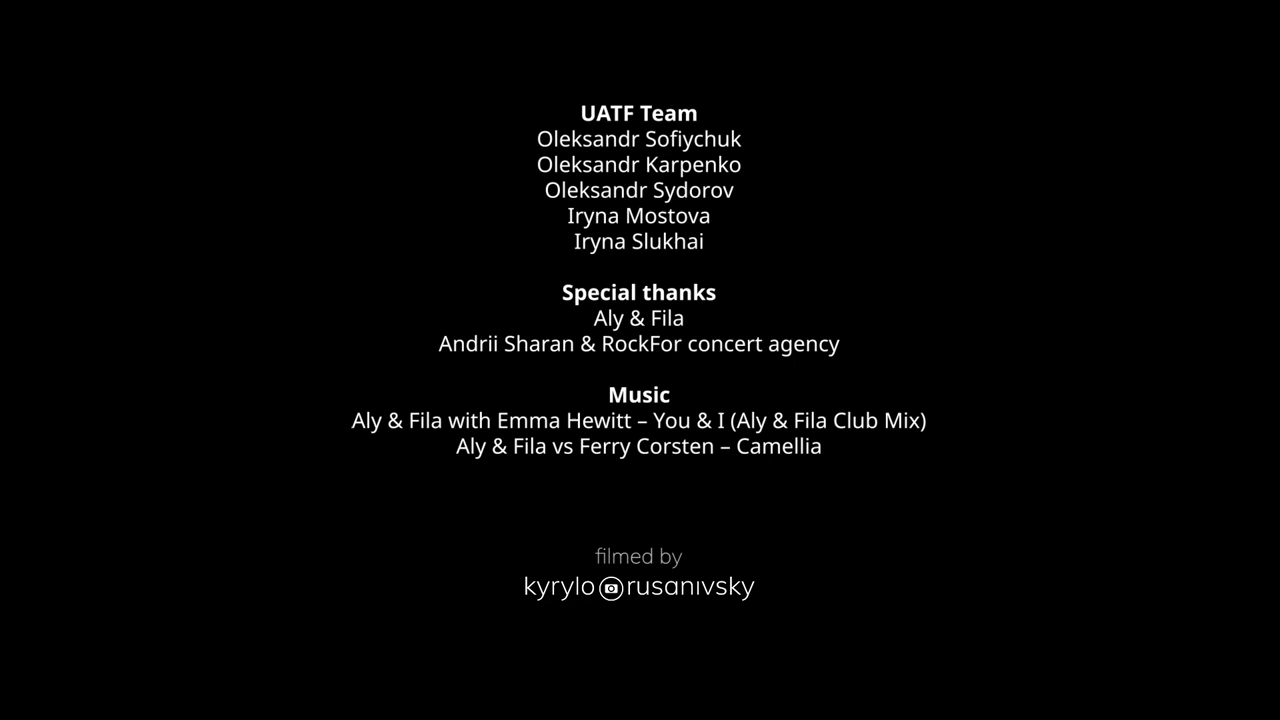 UATF Team
Oleksandr Sofiychuk
Oleksandr Karpenko
Oleksandr Sydorov
Iryna Mostova
Iryna Slukhai
Special thanks
Aly & Fila
Andrii Sharan & RockFor concert agency
Music
Aly & Fila with Emma Hewitt – You & I (Aly & Fila Club Mix)
Aly & Fila vs Ferry Corsten – Camellia
filmed by
kyrylo rusanıvsky